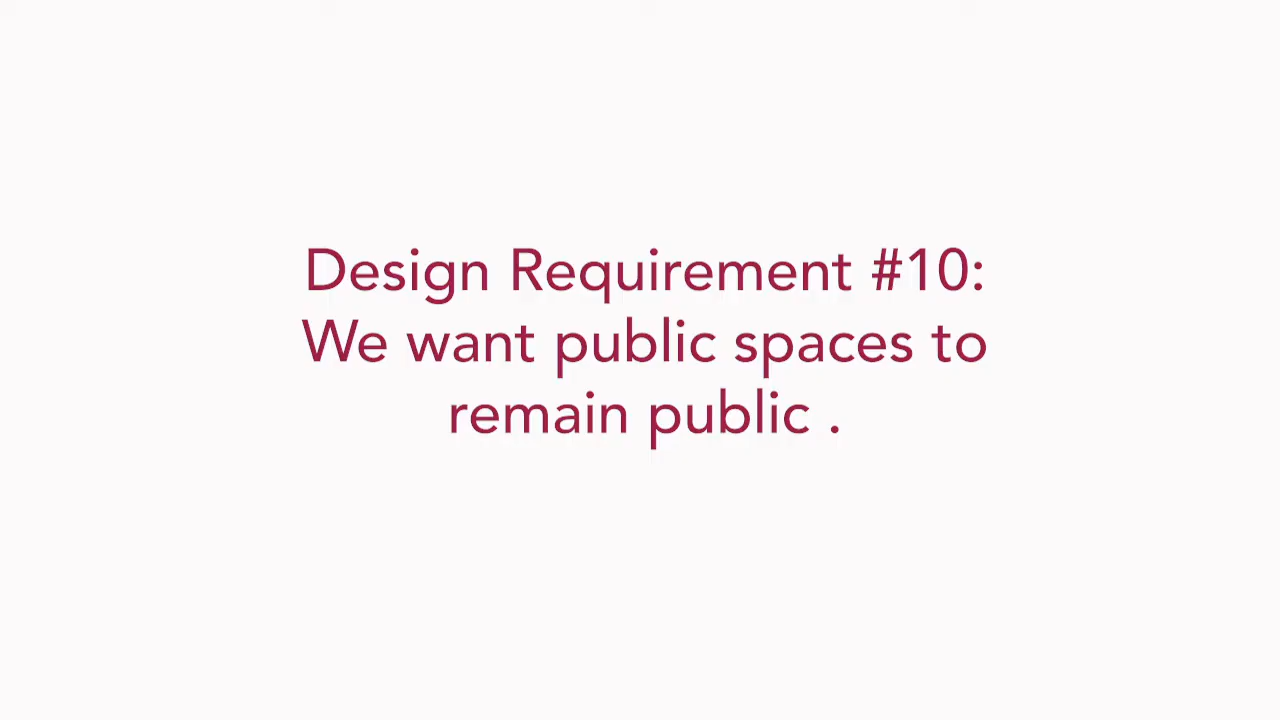 Design Requirement #10:
We want public spaces to
remain public .